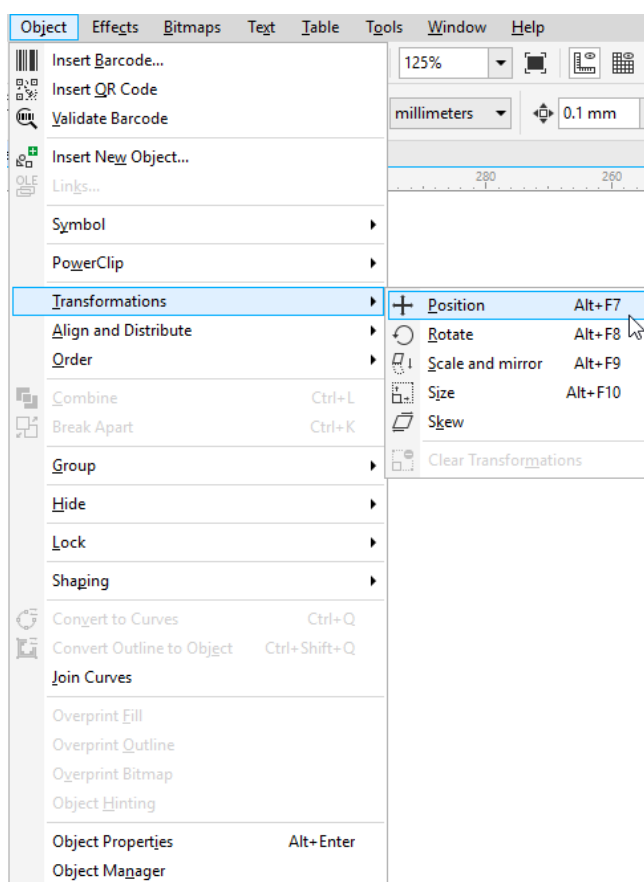 Object Effects Bitmaps Text Table Tools Window Help
Insert Barcode...
125%
Insert QR Code
Validate Barcode
millimeters 0.1 mm
Insert New Object...
OLE Links...
280 260
Symbol
PowerClip
Transformations
Position Alt+F7
Align and Distribute
Rotate Alt+F8
Order
Scale and mirror Alt+F9
Combine Ctrl+L
Size Alt+F10
Break Apart Ctrl+K
Skew
Group
Clear Transformations
Hide
Lock
Shaping
Convert to Curves Ctrl+Q
Convert Outline to Object Ctrl+Shift+Q
Join Curves
Overprint Fill
Overprint Outline
Overprint Bitmap
Object Hinting
Object Properties Alt+Enter
Object Manager